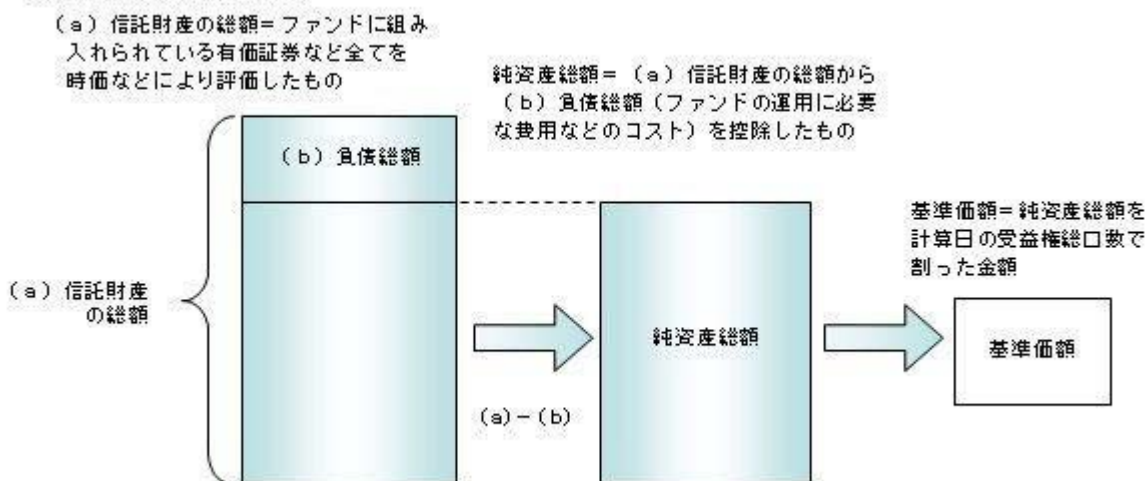 (a)信託財産の総額=ファンドに組み
入れられている有価証券など全てを
時価などにより評価したもの
純資産総額=(a)信託財産の総額から
(b)負債総額(ファンドの運用に必要
な費用などのコスト)を控除したもの
(b)負債総額
基準価額=純資産総額を
計算日の受益権総口数で
割った金額
(a)信託財産
の総額
純資産総額
基準価額
(a)-(b)